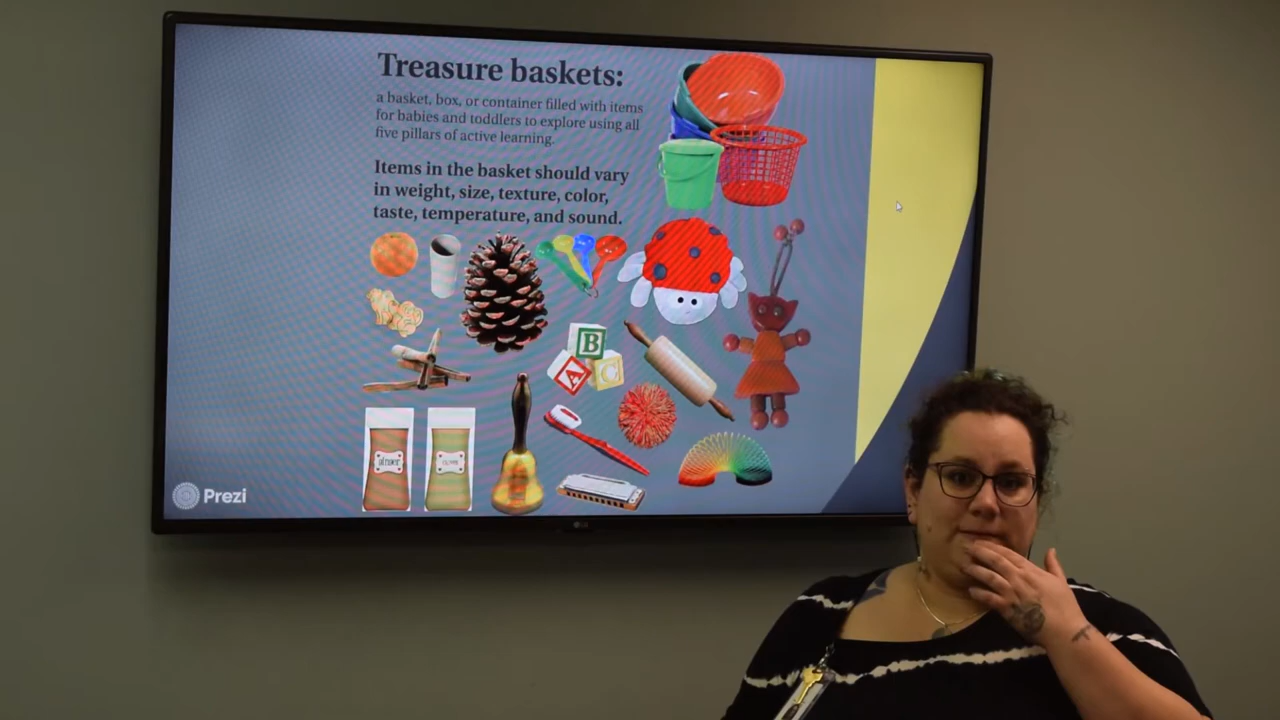 Treasure baskets:
a basket, box, or container filled with items
for babies and toddlers to explore using all
five pillars of active learning.
Items in the basket should vary
in weight, size, texture, color,
taste, temperature, and sound.
B
A
C
Prezi
LG